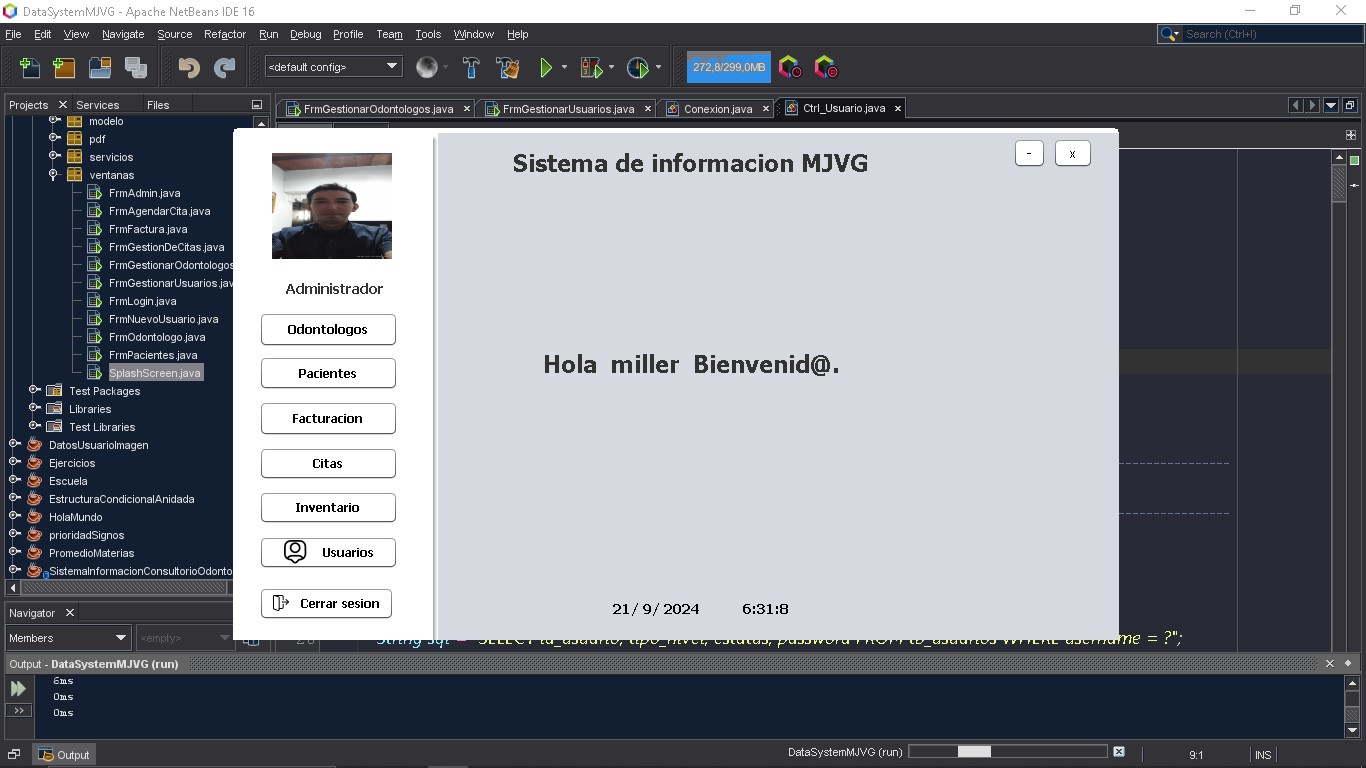 DataSystemMJVG - Apache NetBeans IDE 16
File Edit View Navigate Source Refactor Run Debug Profile Team Tools Window Help
Search (Ctrl+I)
<default config>
272,8/299,0MB
Projects Services Files
FrmGestionarOdontologos.java FrmGestionarUsuarios.java Conexion.java Ctrl_Usuario.java
modelo
pdf
servicios
ventanas
FrmAdmin.java
FrmAgendarCita.java
FrmFactura.java
FrmGestionDeCitas.java
FrmGestionarOdontologos
FrmGestionarUsuarios.jav
FrmLogin.java
FrmNuevoUsuario.java
FrmOdontologo.java
FrmPacientes.java
SplashScreen.java
Test Packages
Libraries
Test Libraries
DatosUsuarioImagen
Ejercicios
Escuela
EstructuraCondicionalAnidada
HolaMundo
prioridadSignos
PromedioMaterias
SistemaInformacionConsultorioOdonto
Navigator
Members
<empty>
Sistema de informacion MJVG
- x
Administrador
Odontologos
Pacientes
Facturacion
Citas
Inventario
Usuarios
Cerrar sesion
Hola miller Bienvenid@.
21/ 9/ 2024 6:31:8
String sql = "SELECT id_usuario, tipo_nivel, estatus, password FROM tb_usuarios WHERE username = ?";
Output - DataSystemMJVG (run)
6ms
0ms
0ms
>>
Output
DataSystemMJVG (run)
9:1
INS